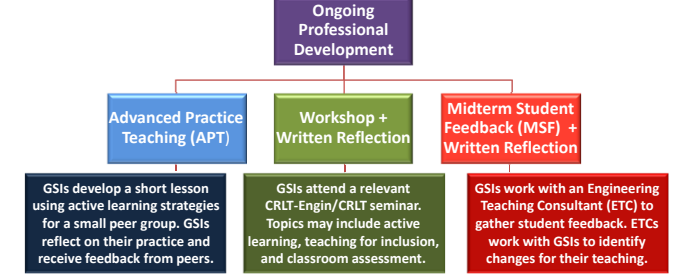 Ongoing
Professional
Development
Advanced Practice
Teaching (APT)
Workshop +
Written Reflection
Midterm Student
Feedback (MSF) +
Written Reflection
GSIs develop a short lesson
using active learning strategies
for a small peer group. GSIs
reflect on their practice and
receive feedback from peers.
GSIs attend a relevant
CRLT-Engin/CRLT seminar.
Topics may include active
learning, teaching for inclusion,
and classroom assessment.
GSIs work with an Engineering
Teaching Consultant (ETC) to
gather student feedback. ETCs
work with GSIs to identify
changes for their teaching.